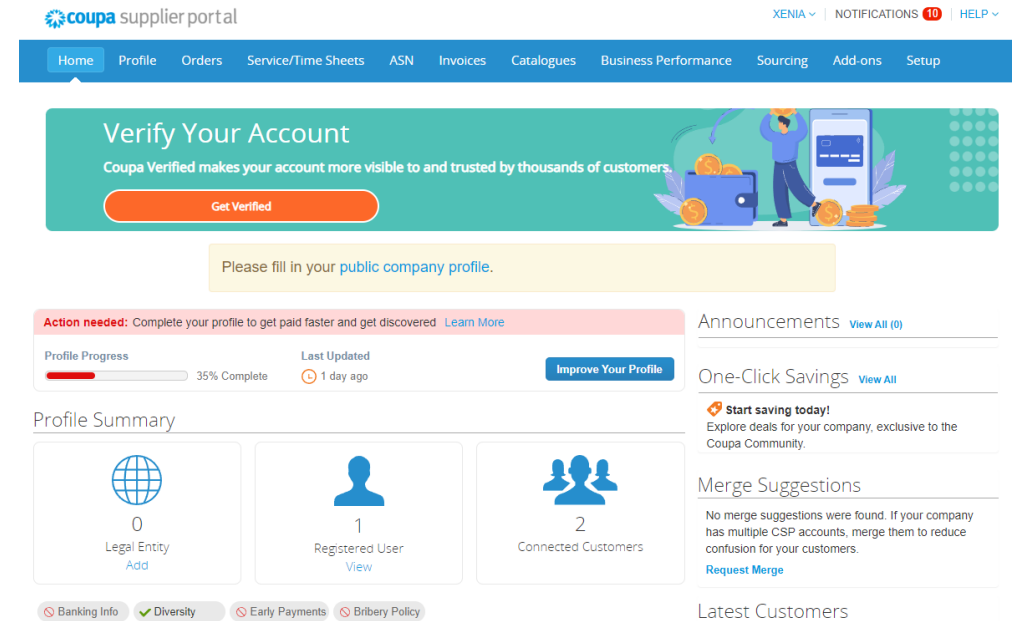 coupa supplier portal
XENIA NOTIFICATIONS 10 HELP
Home Profile Orders Service/Time Sheets ASN Invoices Catalogues Business Performance Sourcing Add-ons Setup
Verify Your Account
Coupa Verified makes your account more visible to and trusted by thousands of customers.
Get Verified
Please fill in your public company profile.
Action needed: Complete your profile to get paid faster and get discovered Learn More
Profile Progress
35% Complete
Last Updated
1 day ago
Improve Your Profile
Profile Summary
0
Legal Entity
Add
1
Registered User
View
2
Connected Customers
Banking Info Diversity Early Payments Bribery Policy
Announcements View All (0)
One-Click Savings View All
Start saving today!
Explore deals for your company, exclusive to the
Coupa Community.
Merge Suggestions
No merge suggestions were found. If your company
has multiple CSP accounts, merge them to reduce
confusion for your customers.
Request Merge
Latest Customers